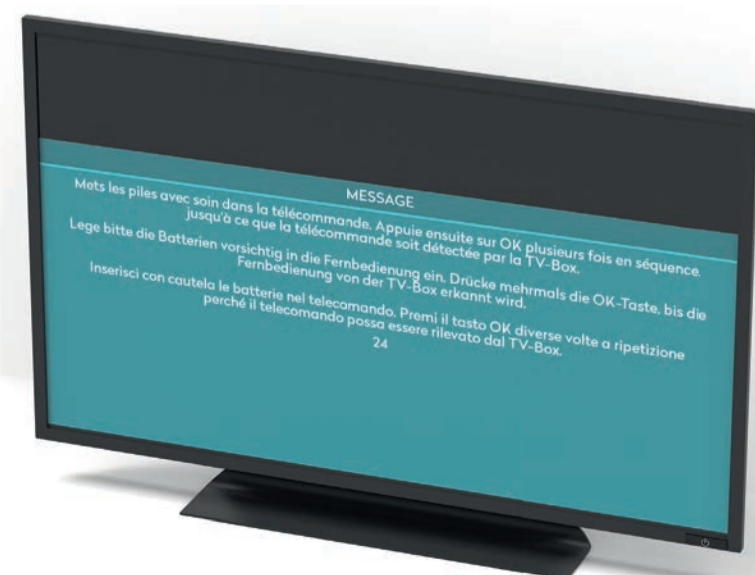 MESSAGE
Mets les piles avec soin dans la télécommande. Appuie ensuite sur OK plusieurs fois en séquence,
jusqu'à ce que la télécommande soit détectée par la TV-Box.
Lege bitte die Batterien vorsichtig in die Fernbedienung ein. Drücke mehrmals die OK-Taste, bis die
Fernbedienung von der TV-Box erkannt wird.
Inserisci con cautela le batterie nel telecomando. Premi il tasto OK diverse volte a ripetizione
perché il telecomando possa essere rilevato dal TV-Box.
24